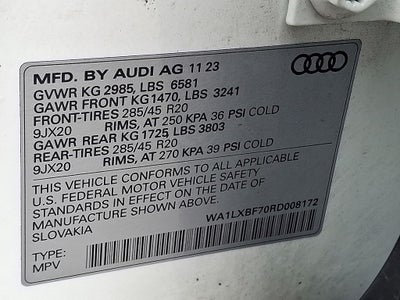 MFD. BY AUDI AG 11 23
GVWR KG 2985, LBS 6581
GAWR FRONT KG1470, LBS 3241
FRONT-TIRES 285/45 R20
9JX20 RIMS, AT 250 KPA 36 PSI COLD
GAWR REAR KG 1725, LBS 3803
REAR-TIRES 285/45 R20
9JX20 RIMS, AT 270 KPA 39 PSI COLD
THIS VEHICLE CONFORMS TO ALL APPLICABLE
U.S. FEDERAL MOTOR VEHICLE SAFETY
STANDARDS IN EFFECT ON THE DATE OF
MANUFACTURE SHOWN ABOVE.
SLOVAKIA WA1LXBF70RD008172
TYPE:
MPV